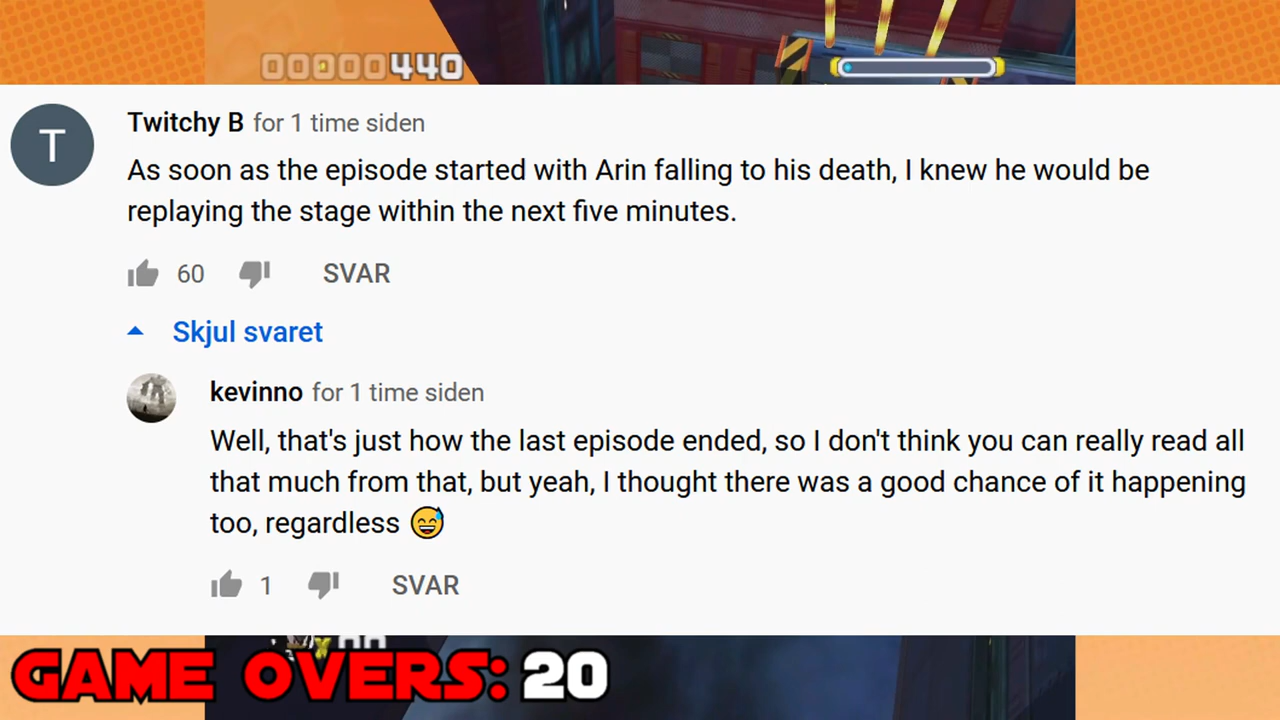 00000440
T
Twitchy B for 1 time siden
As soon as the episode started with Arin falling to his death, I knew he would be
replaying the stage within the next five minutes.
60 SVAR
Skjul svaret
kevinno for 1 time siden
Well, that's just how the last episode ended, so I don't think you can really read all
that much from that, but yeah, I thought there was a good chance of it happening
too, regardless 😅
1 SVAR
GAME OVERS: 20